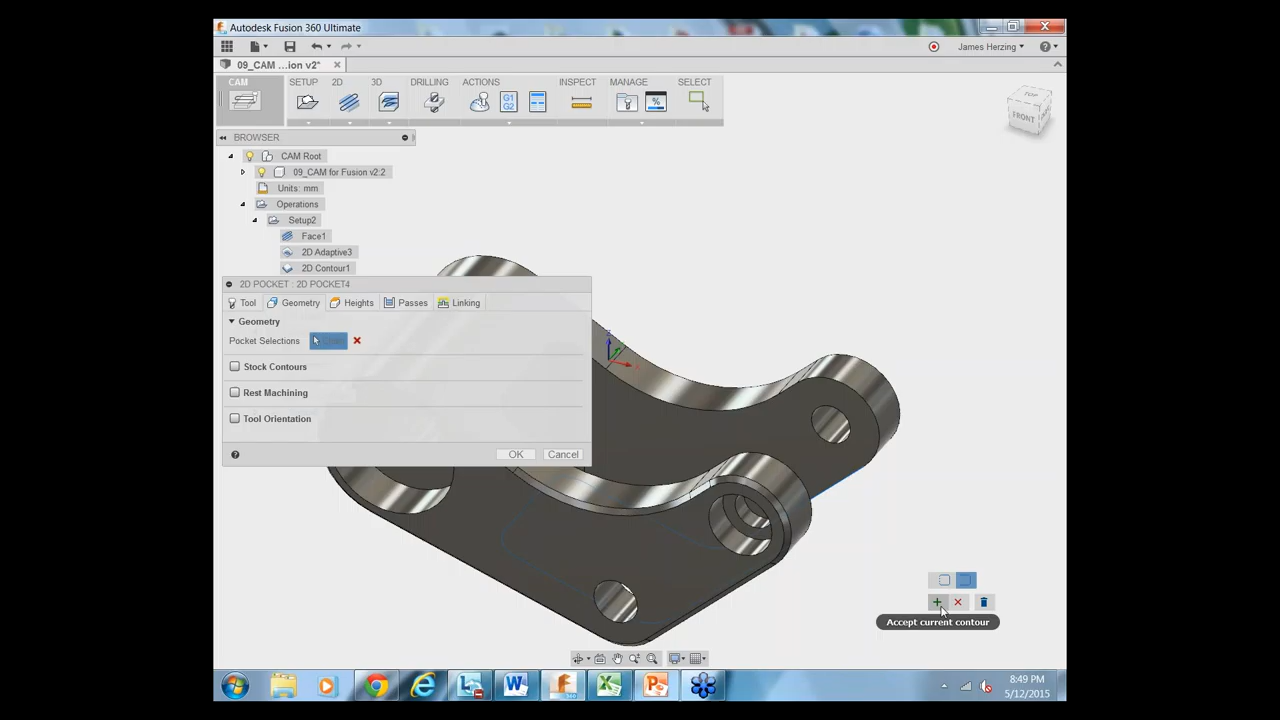 Autodesk Fusion 360 Ultimate
James Herzing
09_CAM ...ion v2*
CAM
SETUP 2D 3D DRILLING ACTIONS INSPECT MANAGE SELECT
G1
G2
%
TOP
FRONT
BROWSER
CAM Root
09_CAM for Fusion v2:2
Units: mm
Operations
Setup2
Face1
2D Adaptive3
2D Contour1
2D POCKET : 2D POCKET4
Tool Geometry Heights Passes Linking
Geometry
Pocket Selections
Stock Contours
Rest Machining
Tool Orientation
OK Cancel
Z
X
Accept current contour
8:49 PM
5/12/2015